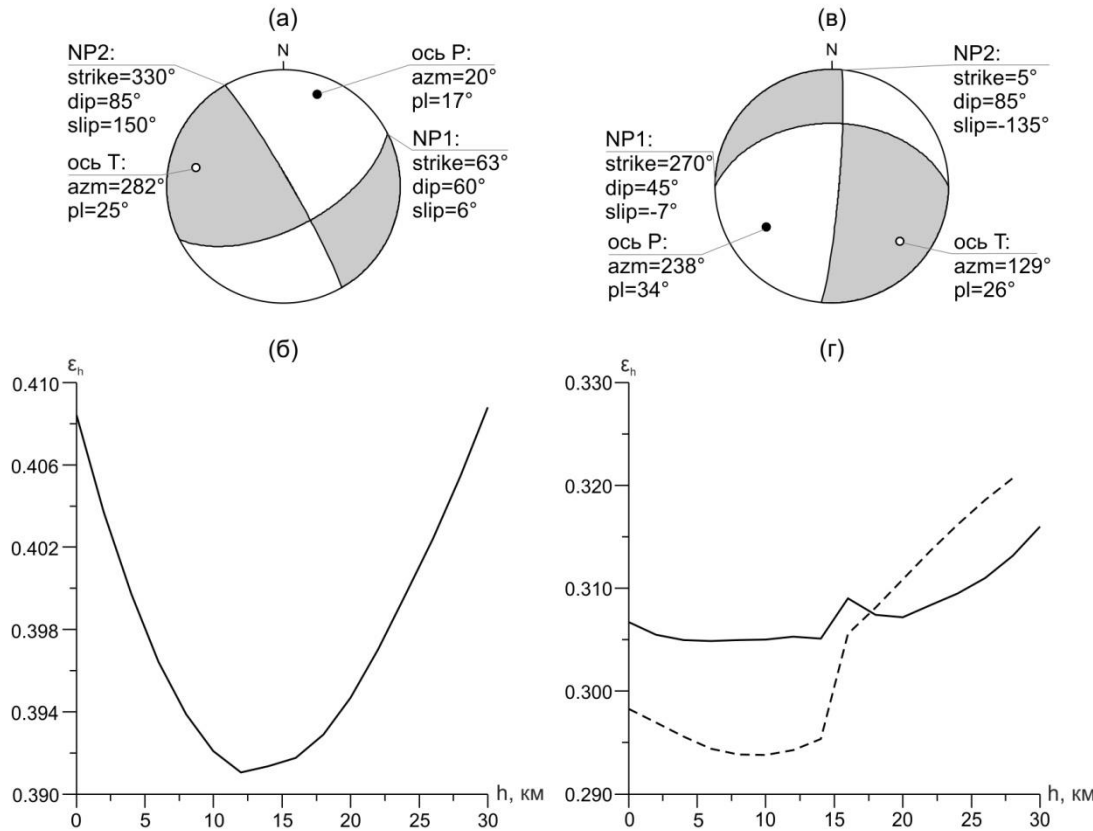 (а)
N
NP2:
strike=330°
dip=85°
slip=150°
ось P:
azm=20°
pl=17°
ось T:
azm=282°
pl=25°
NP1:
strike=63°
dip=60°
slip=6°
(в)
N
NP2:
strike=5°
dip=85°
slip=-135°
NP1:
strike=270°
dip=45°
slip=-7°
ось P:
azm=238°
pl=34°
ось T:
azm=129°
pl=26°
(б)
εh
0.410
0.406
0.402
0.398
0.394
0.390
0 5 10 15 20 25 30
h, км
(г)
εh
0.330
0.320
0.310
0.300
0.290
0 5 10 15 20 25 30
h, км